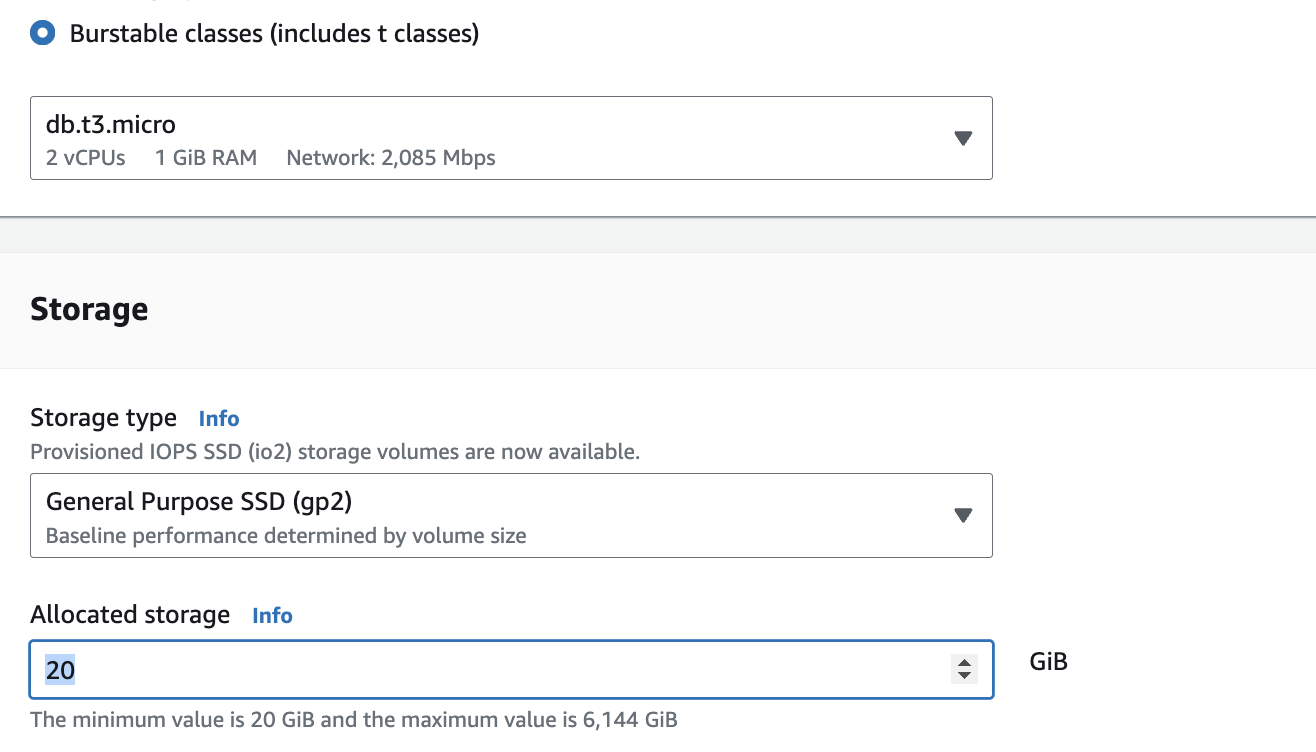 Burstable classes (includes t classes)
db.t3.micro
2 vCPUs 1 GiB RAM Network: 2,085 Mbps
Storage
Storage type Info
Provisioned IOPS SSD (io2) storage volumes are now available.
General Purpose SSD (gp2)
Baseline performance determined by volume size
Allocated storage Info
20 GiB
The minimum value is 20 GiB and the maximum value is 6,144 GiB